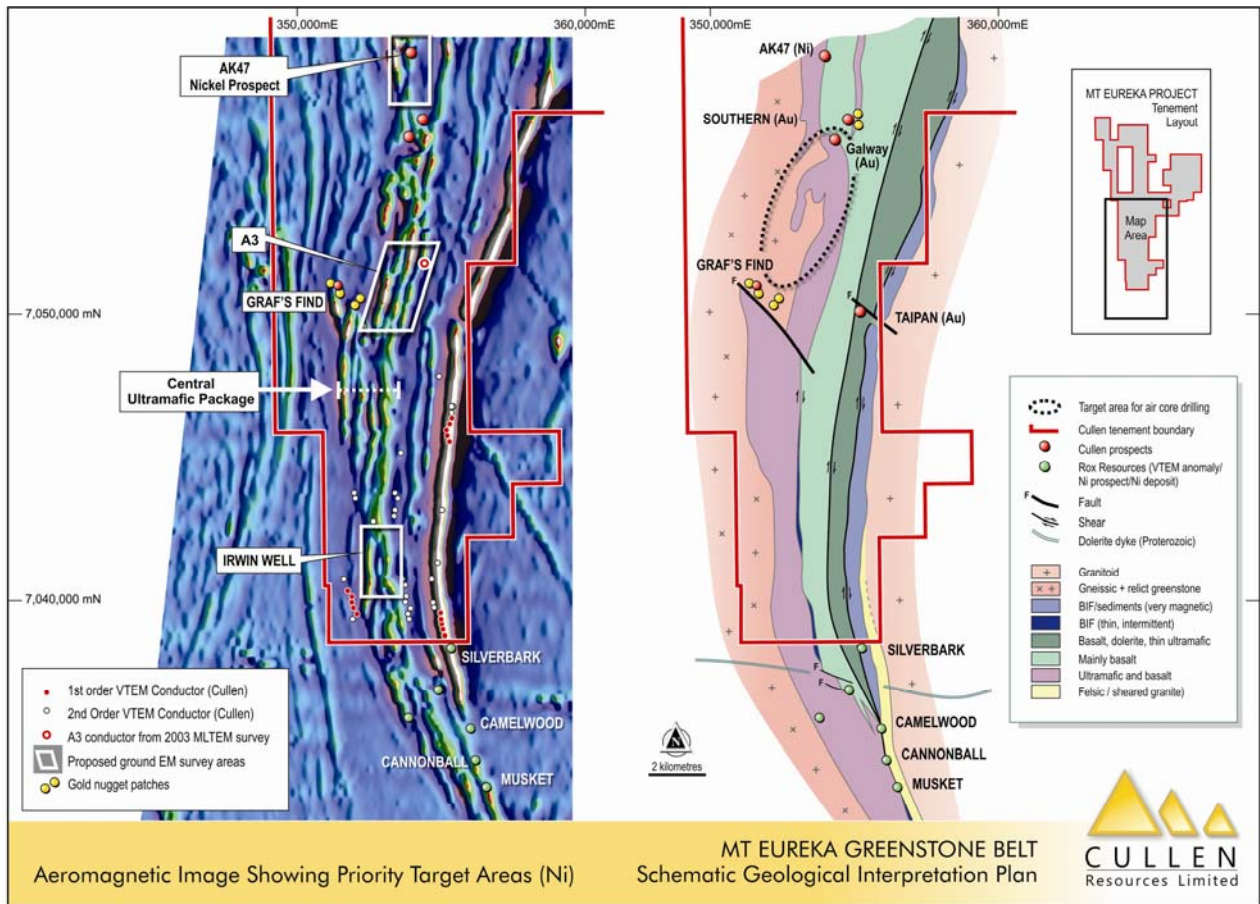 350,000mE
360,000mE
350,000mE
360,000mE
AK47
Nickel Prospect
A3
GRAF'S FIND
7,050,000 mN
Central
Ultramafic Package
IRWIN WELL
7,040,000 mN
SILVERBARK
CAMELWOOD
CANNONBALL
MUSKET
1st order VTEM Conductor (Cullen)
2nd Order VTEM Conductor (Cullen)
A3 conductor from 2003 MLTEM survey
Proposed ground EM survey areas
Gold nugget patches
AK47 (Ni)
SOUTHERN (Au)
Galway
(Au)
GRAF'S FIND
F
F
TAIPAN (Au)
SILVERBARK
F
F
CAMELWOOD
CANNONBALL
MUSKET
N
2 kilometres
MT EUREKA PROJECT
Tenement
Layout
Map
Area
Target area for air core drilling
Cullen tenement boundary
Cullen prospects
Rox Resources (VTEM anomaly/
Ni prospect/Ni deposit)
F
Fault
Shear
Dolerite dyke (Proterozoic)
Granitoid
Gneissic + relict greenstone
BIF/sediments (very magnetic)
BIF (thin, intermittent)
Basalt, dolerite, thin ultramafic
Mainly basalt
Ultramafic and basalt
Felsic / sheared granite)
Aeromagnetic Image Showing Priority Target Areas (Ni)
MT EUREKA GREENSTONE BELT
Schematic Geological Interpretation Plan
CULLEN
Resources Limited